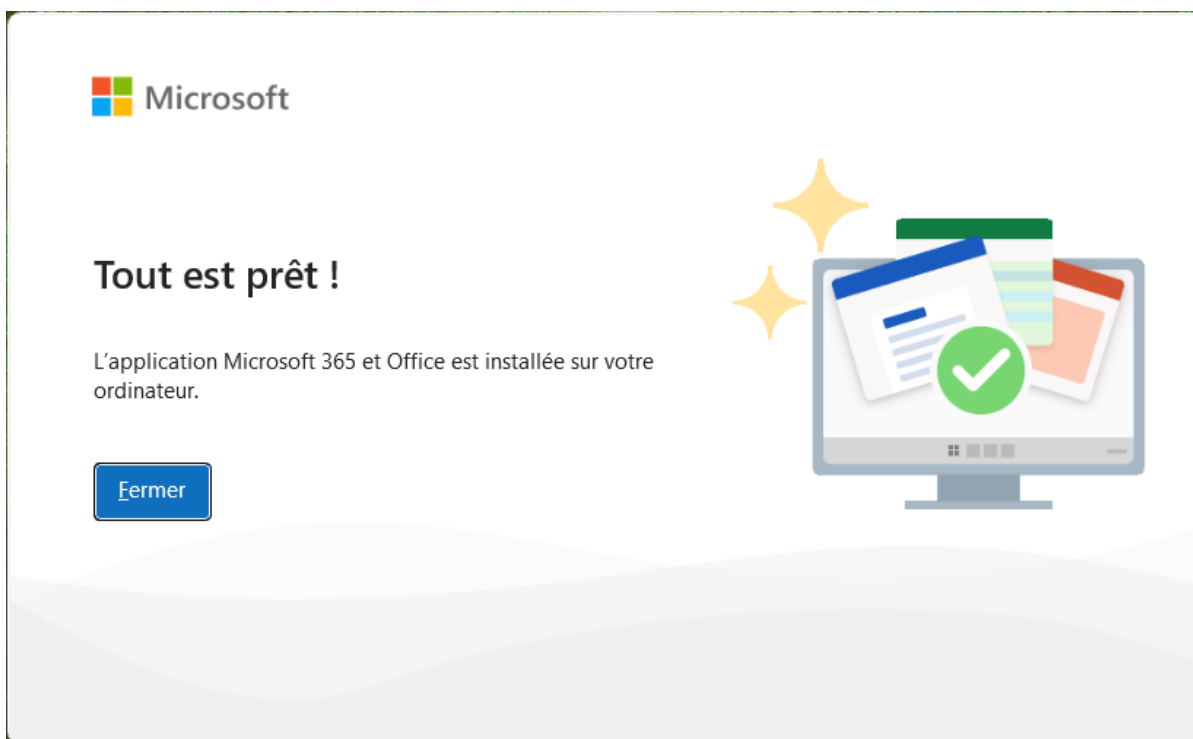 Microsoft
Tout est prêt !
L’application Microsoft 365 et Office est installée sur votre
ordinateur.
Fermer